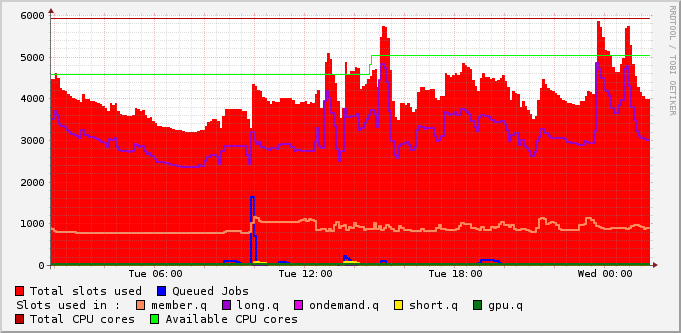 6000
5000
4000
3000
2000
1000
0
Tue 06:00 Tue 12:00 Tue 18:00 Wed 00:00
RRDTOOL / TOBI OETIKER
Total slots used Queued Jobs
Slots used in : member.q long.q ondemand.q short.q gpu.q
Total CPU cores Available CPU cores